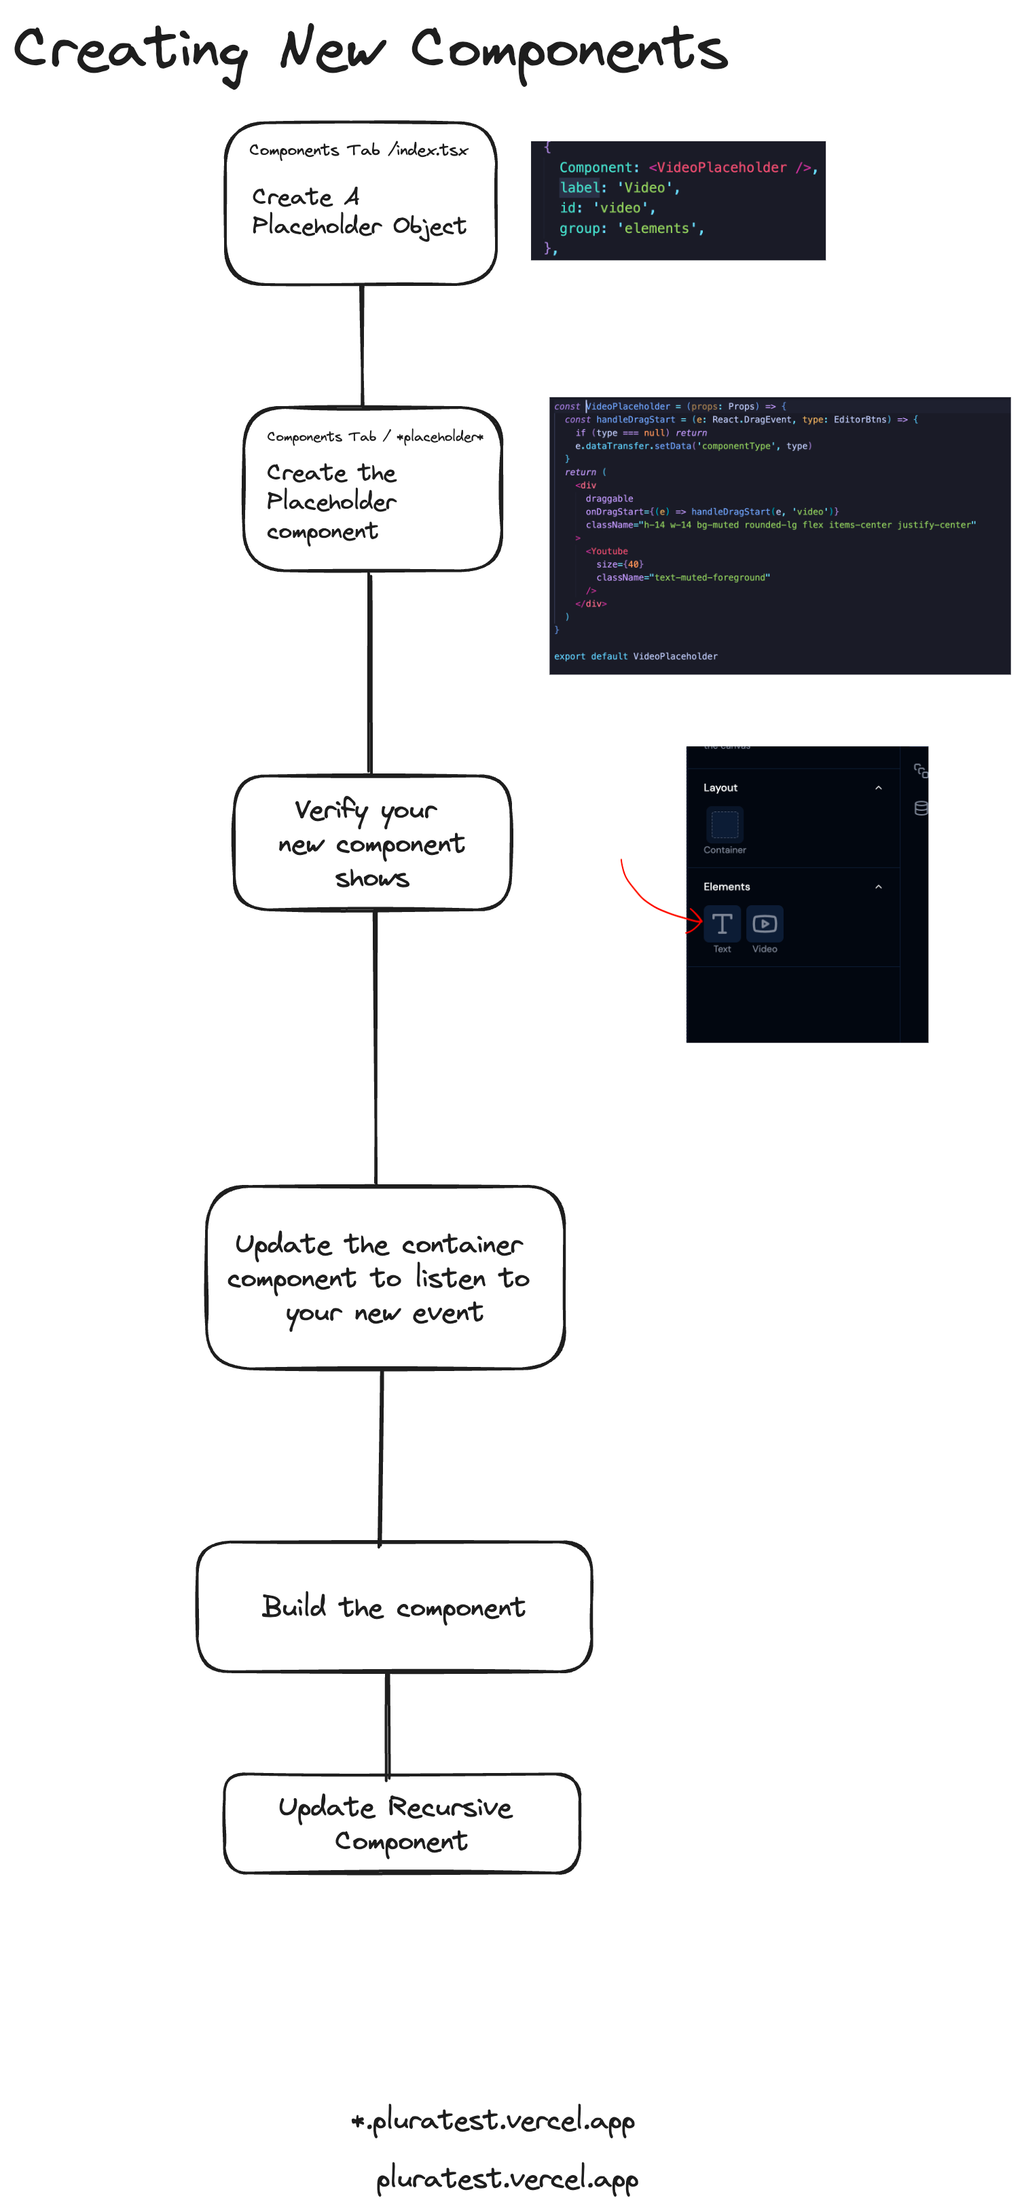 Creating New Components
Components Tab /index.tsx
Create A
Placeholder Object
{
Component: <VideoPlaceholder />,
label: 'Video',
id: 'video',
group: 'elements',
},
Components Tab / *placeholder*
Create the
Placeholder
component
const VideoPlaceholder = (props: Props) => {
const handleDragStart = (e: React.DragEvent, type: EditorBtns) => {
if (type === null) return
e.dataTransfer.setData('componentType', type)
}
return (
<div
draggable
onDragStart={(e) => handleDragStart(e, 'video')}
className="h-14 w-14 bg-muted rounded-lg flex items-center justify-center"
>
<Youtube
size={40}
className="text-muted-foreground"
/>
</div>
)
}
export default VideoPlaceholder
Verify your
new component
shows
the canvas
Layout
Container
Elements
Text Video
Update the container
component to listen to
your new event
Build the component
Update Recursive
Component
*.pluratest.vercel.app
pluratest.vercel.app